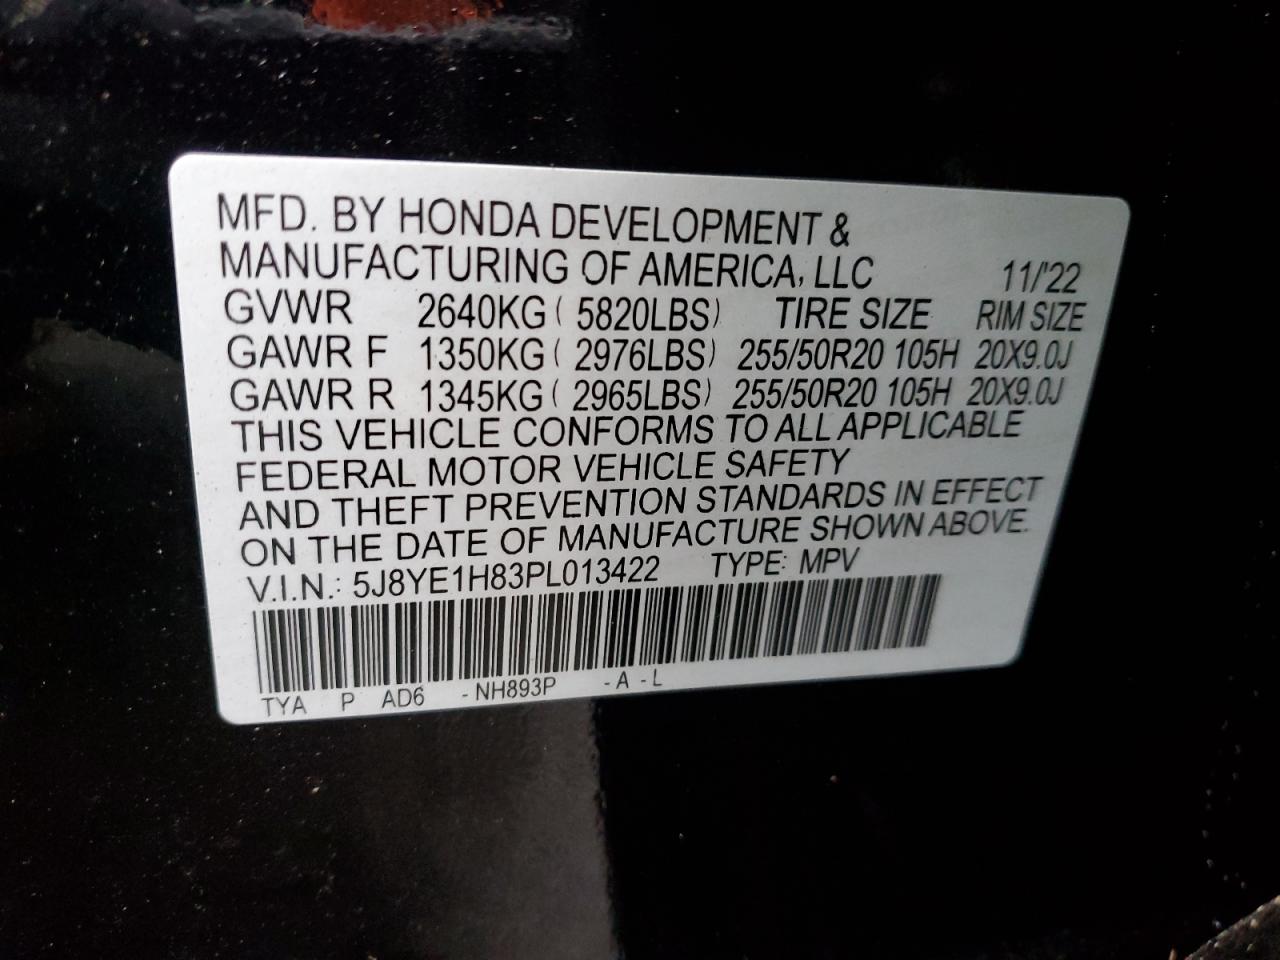 MFD. BY HONDA DEVELOPMENT &
MANUFACTURING OF AMERICA, LLC 11/'22
GVWR 2640KG ( 5820LBS) TIRE SIZE RIM SIZE
GAWR F 1350KG ( 2976LBS) 255/50R20 105H 20X9.0J
GAWR R 1345KG ( 2965LBS) 255/50R20 105H 20X9.0J
THIS VEHICLE CONFORMS TO ALL APPLICABLE
FEDERAL MOTOR VEHICLE SAFETY
AND THEFT PREVENTION STANDARDS IN EFFECT
ON THE DATE OF MANUFACTURE SHOWN ABOVE.
V.I.N.: 5J8YE1H83PL013422 TYPE: MPV
TYA P AD6 - NH893P - A - L